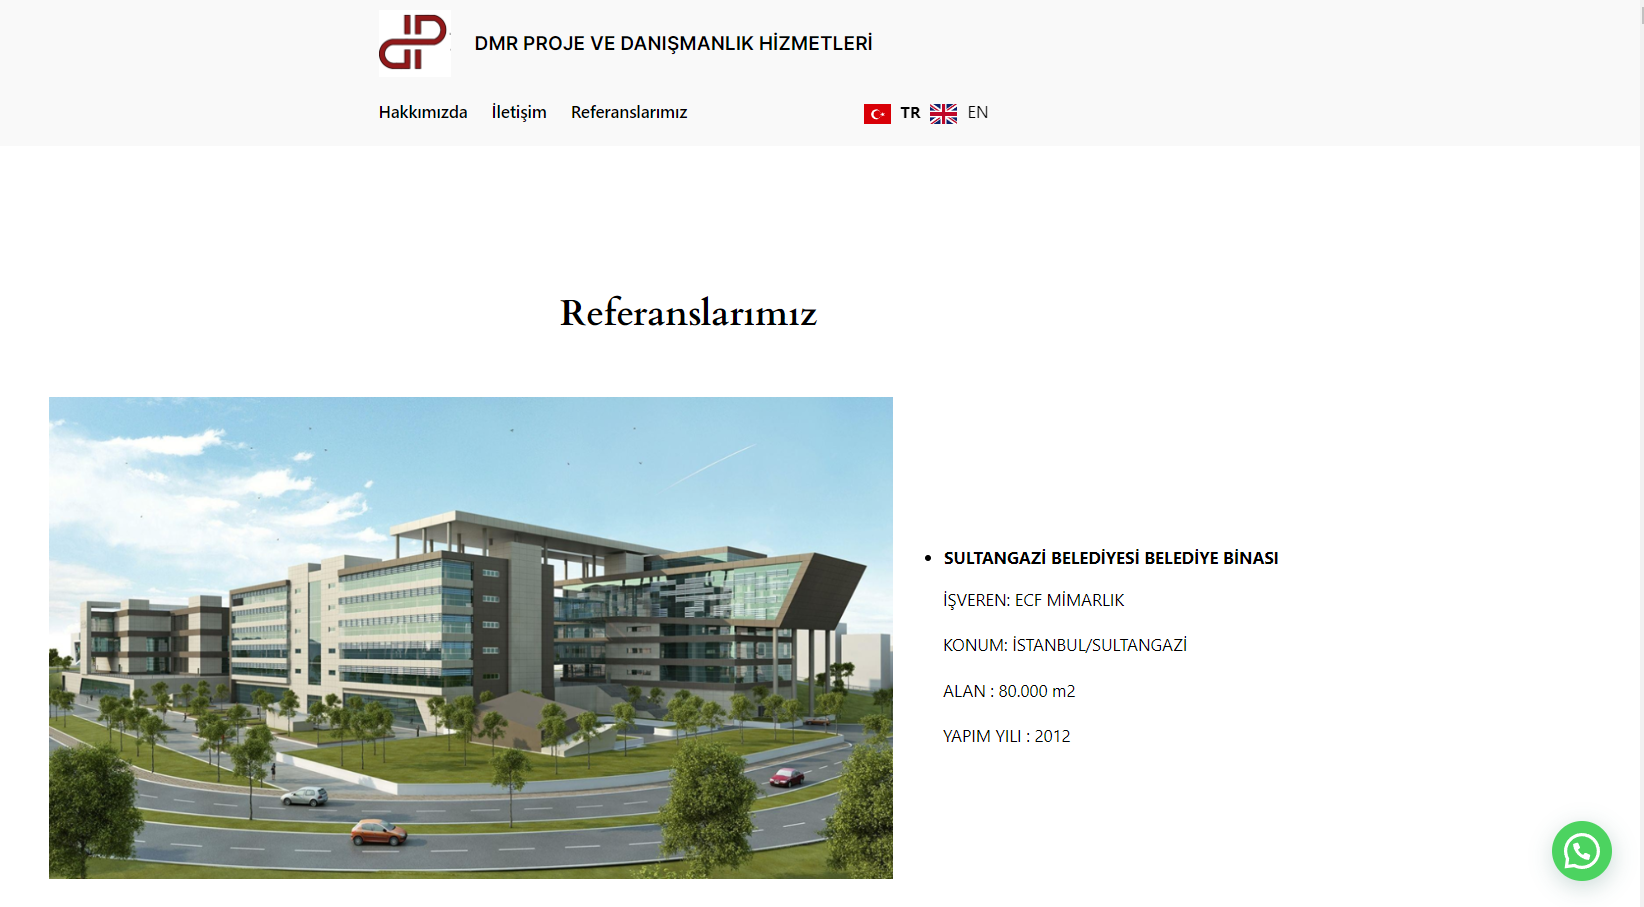 DMR PROJE VE DANIŞMANLIK HİZMETLERİ
Hakkımızda İletişim Referanslarımız TR EN
Referanslarımız
SULTANGAZİ BELEDİYESİ BELEDİYE BİNASI
İŞVEREN: ECF MİMARLIK
KONUM: İSTANBUL/SULTANGAZİ
ALAN : 80.000 m2
YAPIM YILI : 2012